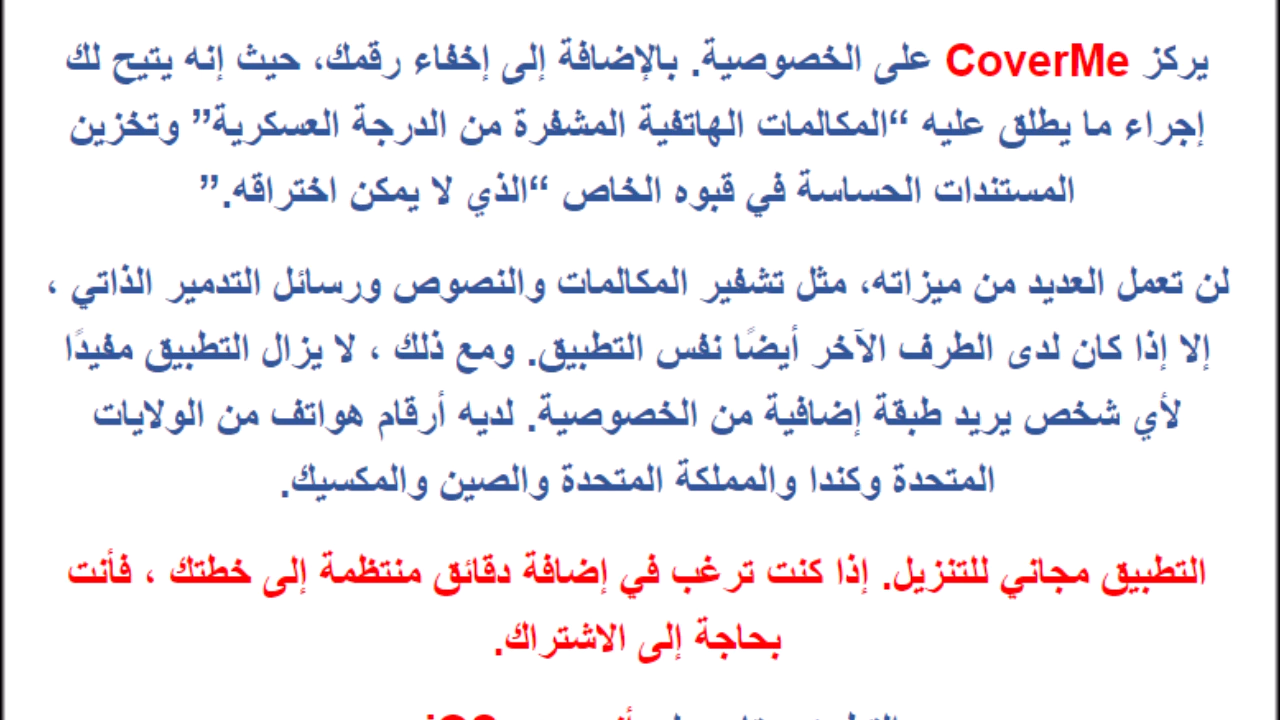 يركز CoverMe على الخصوصية. بالإضافة إلى إخفاء رقمك، حيث إنه يتيح لك
إجراء ما يطلق عليه “المكالمات الهاتفية المشفرة من الدرجة العسكرية” وتخزين
المستندات الحساسة في قبوه الخاص “الذي لا يمكن اختراقه.”
لن تعمل العديد من ميزاته، مثل تشفير المكالمات والنصوص ورسائل التدمير الذاتي ،
إلا إذا كان لدى الطرف الآخر أيضًا نفس التطبيق. ومع ذلك ، لا يزال التطبيق مفيدًا
لأي شخص يريد طبقة إضافية من الخصوصية. لديه أرقام هواتف من الولايات
المتحدة وكندا والمملكة المتحدة والصين والمكسيك.
التطبيق مجاني للتنزيل. إذا كنت ترغب في إضافة دقائق منتظمة إلى خطتك ، فأنت
بحاجة إلى الاشتراك.